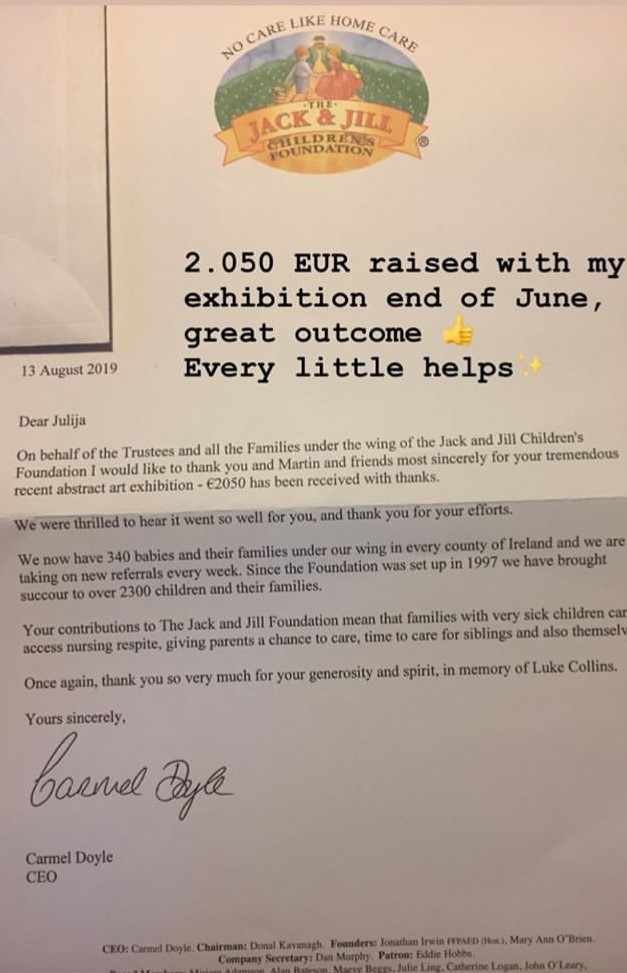 NO CARE LIKE HOME CARE
·THE·
JACK & JILL
CHILDREN'S
FOUNDATION
®
2.050 EUR raised with my
exhibition end of June,
great outcome 👍
Every little helps✨
13 August 2019
Dear Julija
On behalf of the Trustees and all the Families under the wing of the Jack and Jill Children's
Foundation I would like to thank you and Martin and friends most sincerely for your tremendous
recent abstract art exhibition - €2050 has been received with thanks.
We were thrilled to hear it went so well for you, and thank you for your efforts.
We now have 340 babies and their families under our wing in every county of Ireland and we are
taking on new referrals every week. Since the Foundation was set up in 1997 we have brought
succour to over 2300 children and their families.
Your contributions to The Jack and Jill Foundation mean that families with very sick children can
access nursing respite, giving parents a chance to care, time to care for siblings and also themselv
Once again, thank you so very much for your generosity and spirit, in memory of Luke Collins.
Yours sincerely,
Carmel Doyle
Carmel Doyle
CEO
CEO: Carmel Doyle. Chairman: Donal Kavanagh. Founders: Jonathan Irwin (Hon.), Mary Ann O'Brien.
Company Secretary: Dan Murphy. Patron: Eddie Hobbs.
Alan Bateson, Maeve Beggs, Julie Ling, Catherine Logan, John O'Leary,